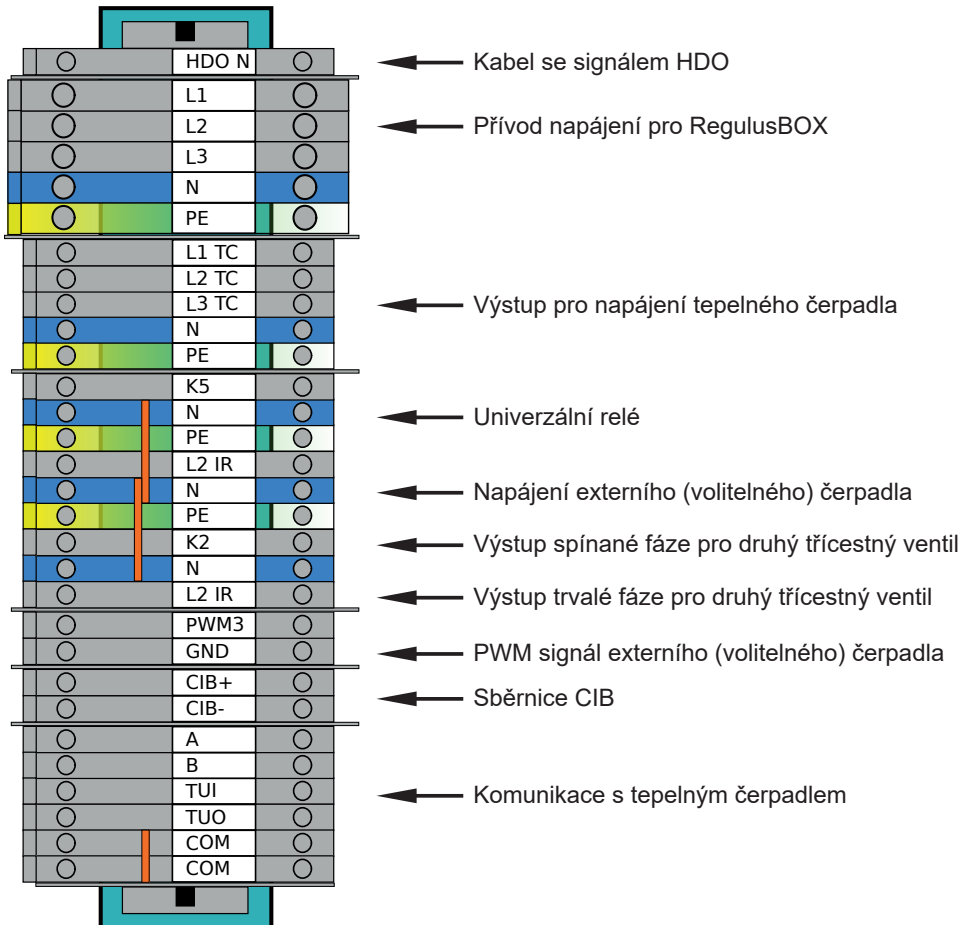 HDO N
Kabel se signálem HDO
L1
L2
Přívod napájení pro RegulusBOX
L3
N
PE
L1 TC
L2 TC
L3 TC
Výstup pro napájení tepelného čerpadla
N
PE
K5
N
Univerzální relé
PE
L2 IR
N
Napájení externího (volitelného) čerpadla
PE
K2
Výstup spínané fáze pro druhý třícestný ventil
N
L2 IR
Výstup trvalé fáze pro druhý třícestný ventil
PWM3
GND
PWM signál externího (volitelného) čerpadla
CIB+
Sběrnice CIB
CIB-
A
B
TUI
Komunikace s tepelným čerpadlem
TUO
COM
COM